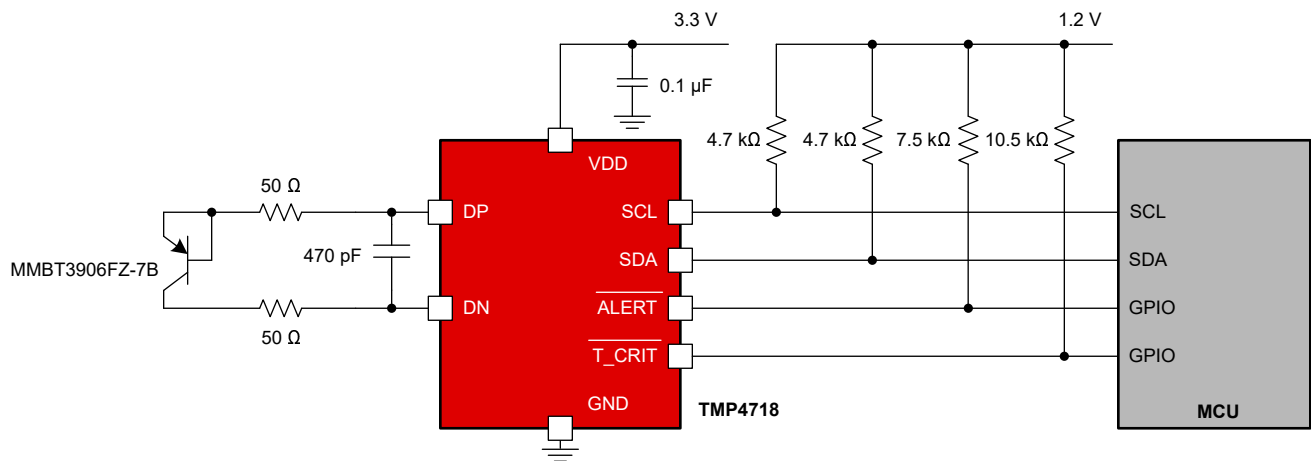 3.3 V
1.2 V
0.1 µF
4.7 kΩ
4.7 kΩ
7.5 kΩ
10.5 kΩ
VDD
50 Ω
DP
SCL
SCL
470 pF
MMBT3906FZ-7B
SDA
SDA
DN
ALERT
GPIO
50 Ω
T_CRIT
GPIO
GND
TMP4718
MCU